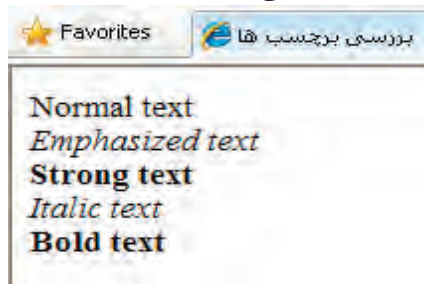 Favorites بررسی برچسب ها
Normal text
Emphasized text
Strong text
Italic text
Bold text